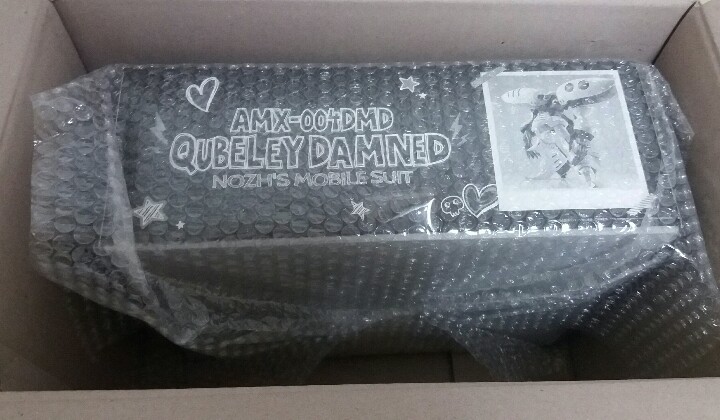 AMX-004DMD
QUBELEY DAMNED
NOZH'S MOBILE SUIT